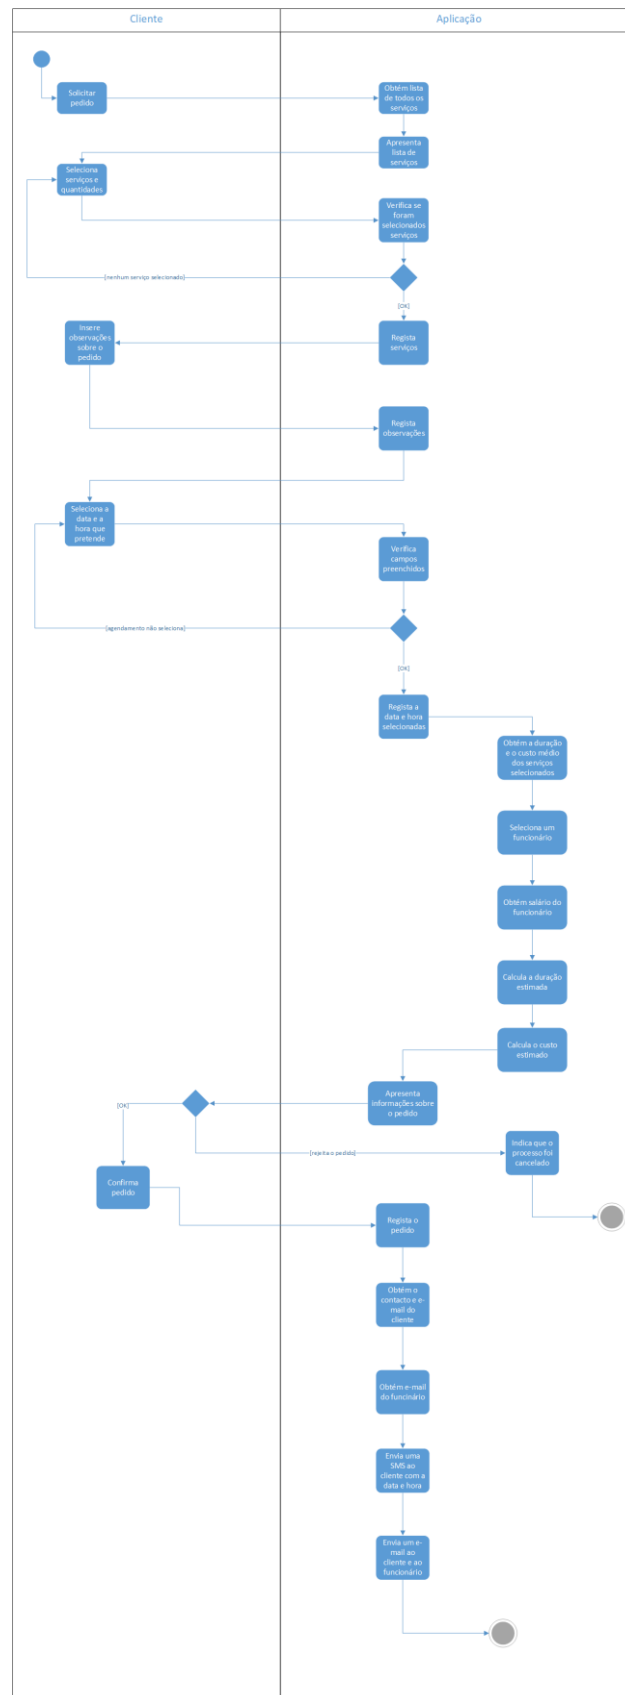 Cliente
Aplicação
Solicitar
pedido
Obtém lista
de todos os
serviços
Apresenta
lista de
serviços
Seleciona
serviços e
quantidades
Verifica se
foram
selecionados
serviços
[nenhum serviço selecionado]
[OK]
Insere
observações
sobre o
pedido
Regista
serviços
Regista
observações
Seleciona a
data e a
hora que
pretende
Verifica
campos
preenchidos
[agendamento não seleciona]
[OK]
Regista a
data e hora
selecionadas
Obtém a duração
e o custo médio
dos serviços
selecionados
Seleciona um
funcionário
Obtém salário do
funcionário
Calcula a duração
estimada
Calcula o custo
estimado
Apresenta
informações sobre
o pedido
[OK]
[rejeita o pedido]
Indica que o
processo foi
cancelado
Confirma
pedido
Regista o
pedido
Obtém o
contacto e e-
mail do
cliente
Obtém e-mail
do funcinário
Envia uma
SMS ao
cliente com a
data e hora
Envia um e-
mail ao
cliente e ao
funcionário